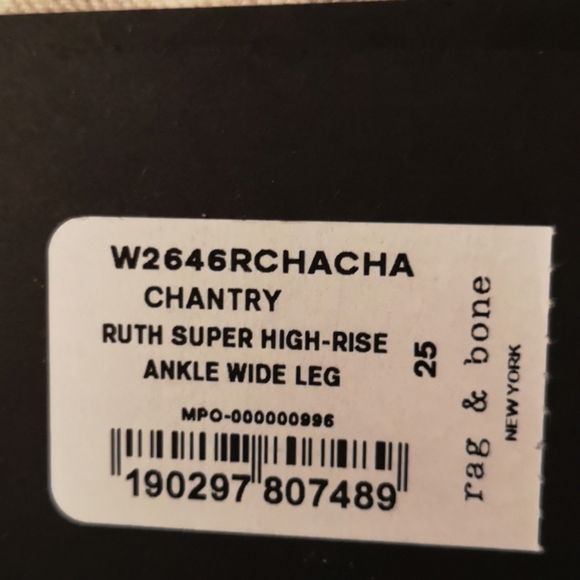 W2646RCHACHA
CHANTRY
RUTH SUPER HIGH-RISE
ANKLE WIDE LEG
MPO-000000996
190297 807489
25
rag & bone
NEW YORK